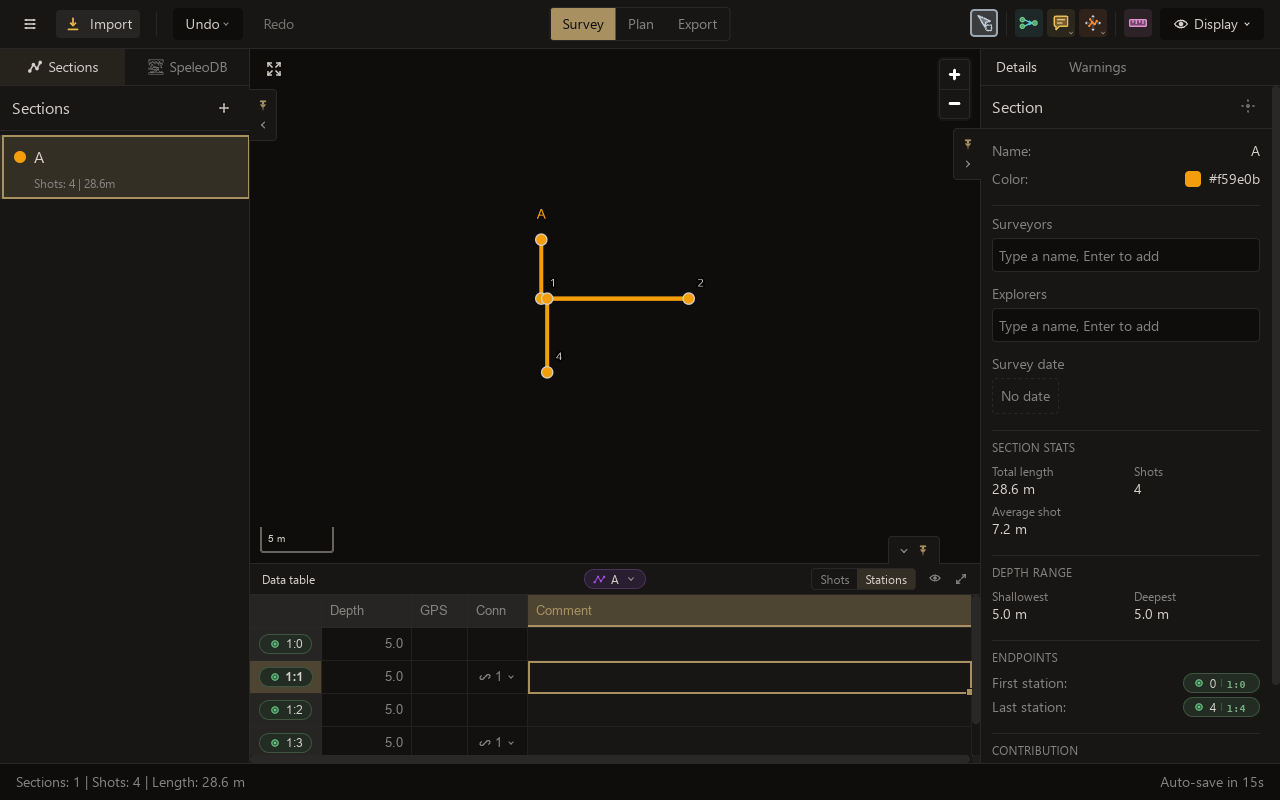 Import
Undo
Redo
Survey
Plan
Export
Display
Sections
SpeleoDB
Sections
A
Shots: 4 | 28.6m
A
1
2
4
5 m
Data table
A
Shots
Stations
Depth
GPS
Conn
Comment
1:0
5.0
1:1
5.0
1
1:2
5.0
1:3
5.0
1
Details
Warnings
Section
Name:
A
Color:
#f59e0b
Surveyors
Type a name, Enter to add
Explorers
Type a name, Enter to add
Survey date
No date
SECTION STATS
Total length
Shots
28.6 m
4
Average shot
7.2 m
DEPTH RANGE
Shallowest
Deepest
5.0 m
5.0 m
ENDPOINTS
First station:
0 | 1:0
Last station:
4 | 1:4
CONTRIBUTION
Sections: 1 | Shots: 4 | Length: 28.6 m
Auto-save in 15s